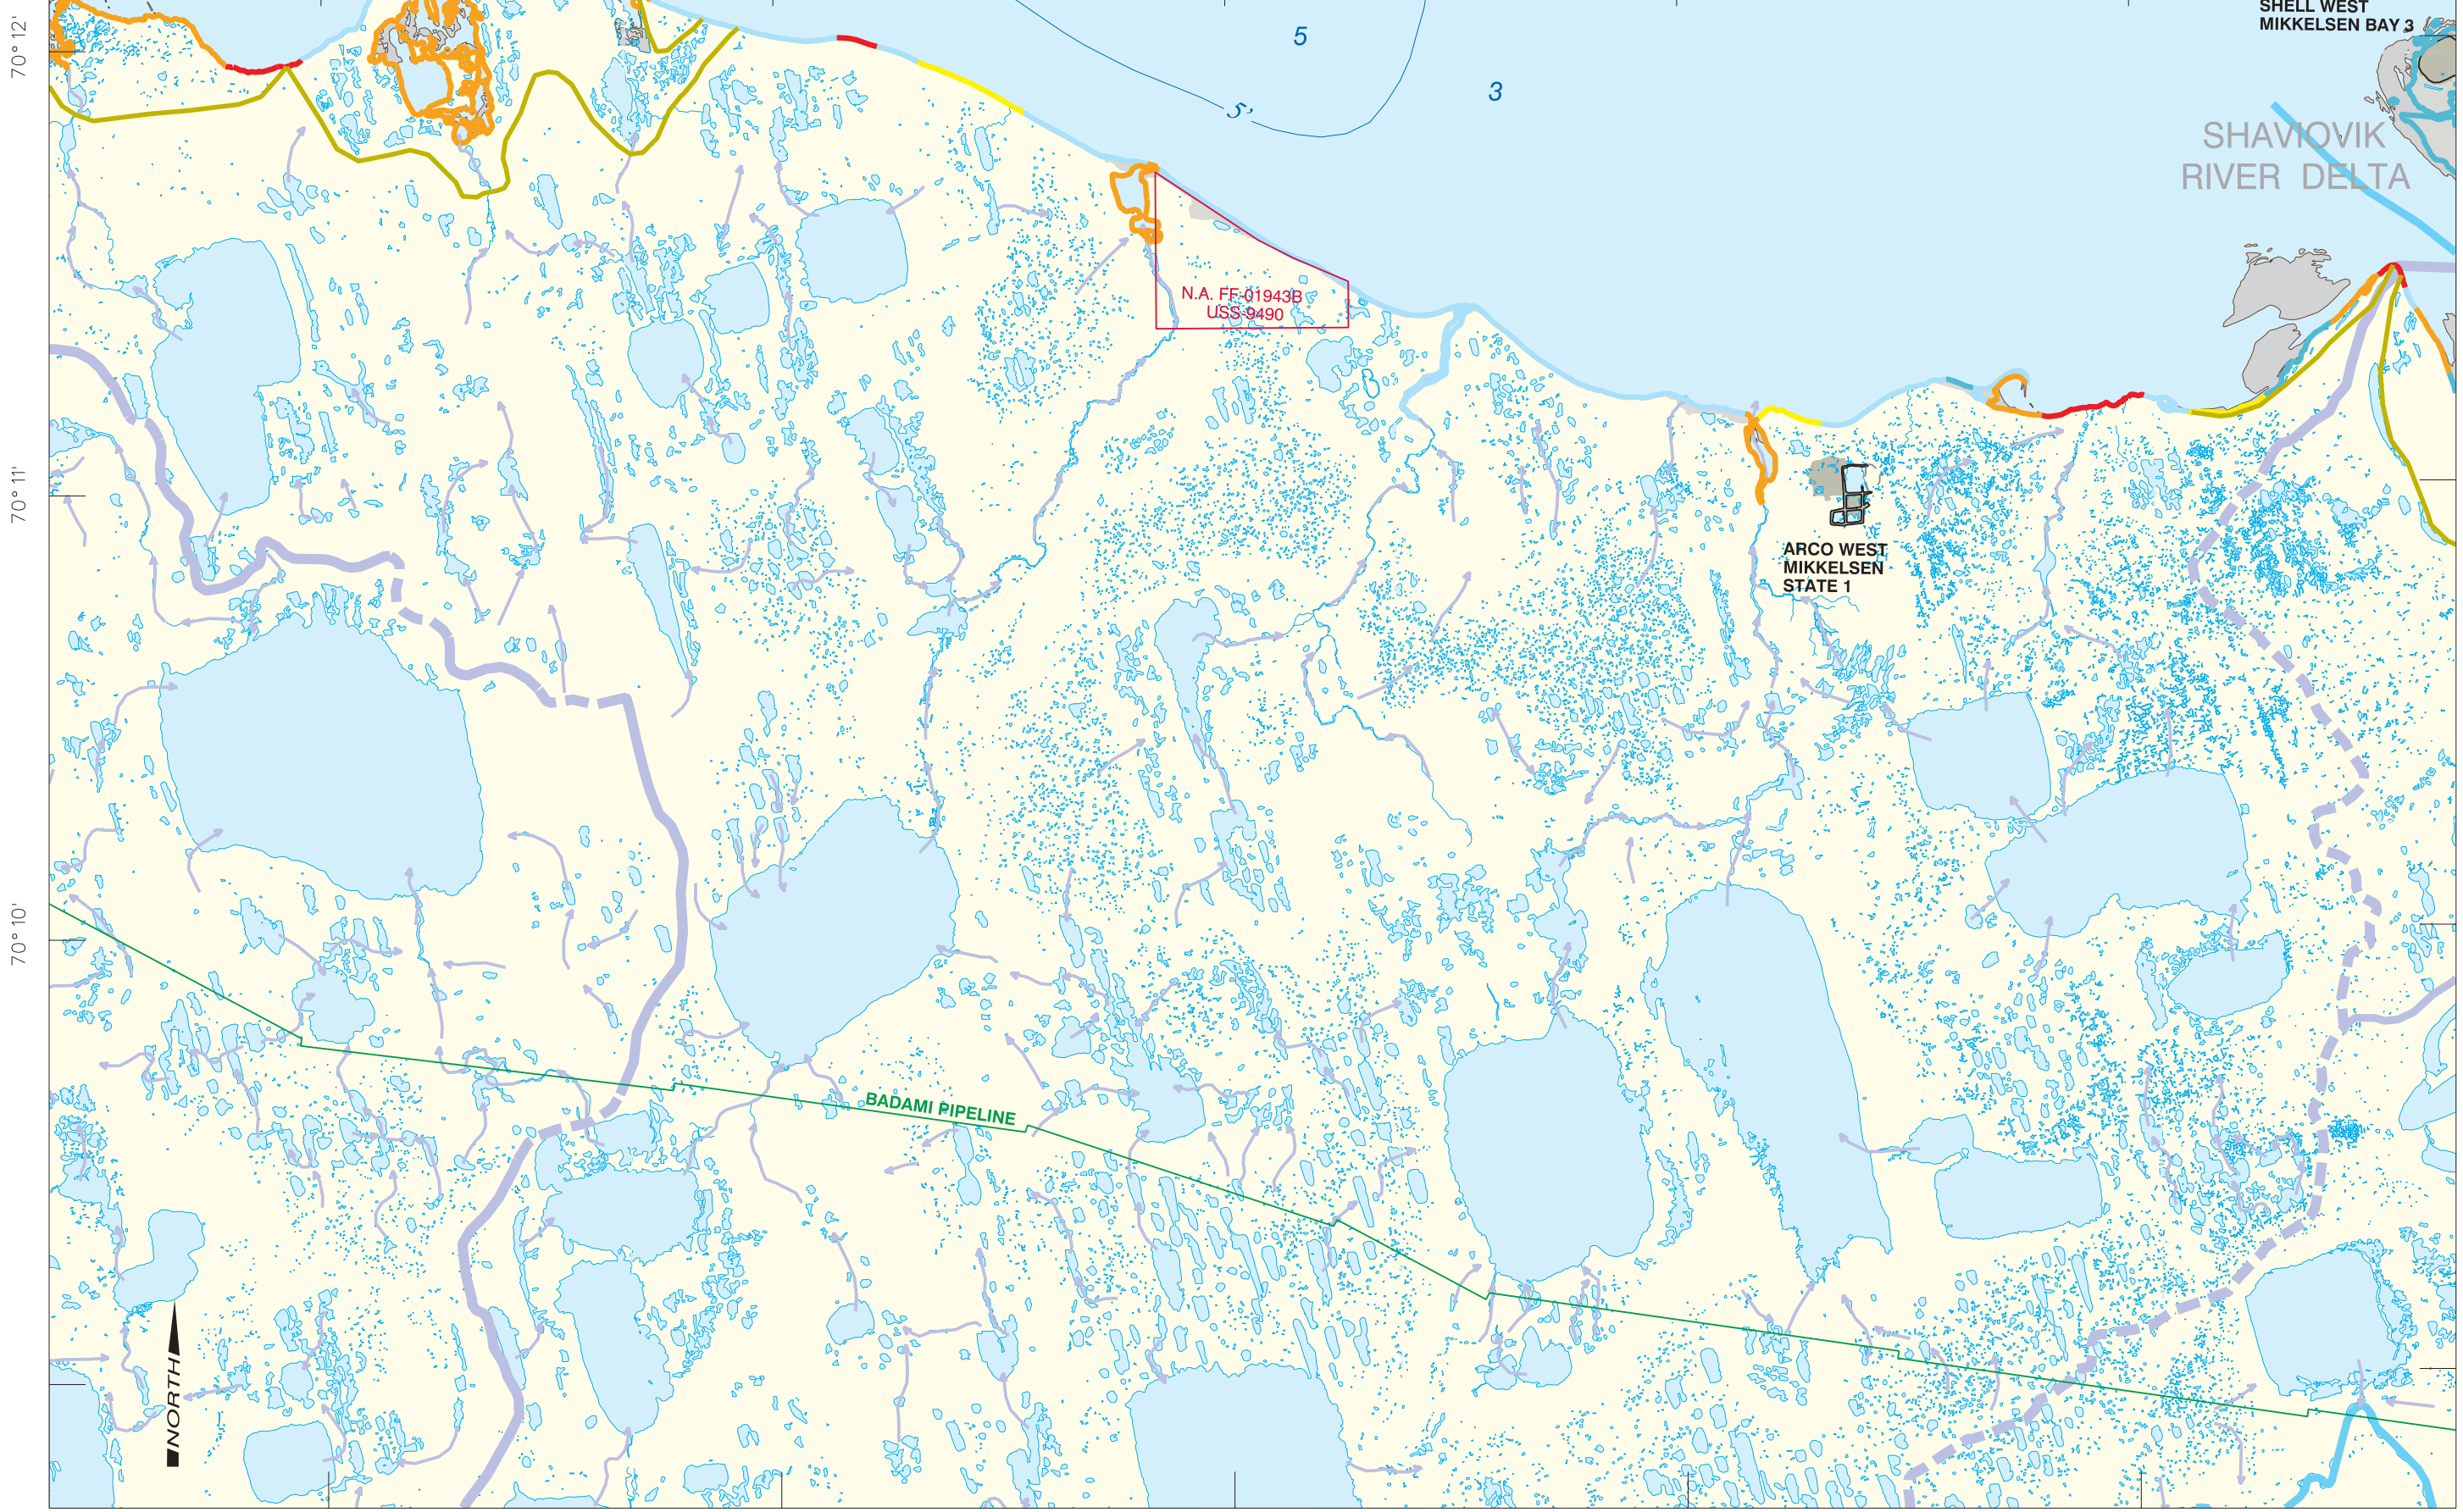 SHELL WEST
MIKKELSEN BAY 3
70° 12'
5
3
5'
SHAVIOVIK
RIVER DELTA
N.A. FF-01943B
USS-9490
70° 11'
ARCO WEST
MIKKELSEN
STATE 1
70° 10'
BADAMI PIPELINE
NORTH